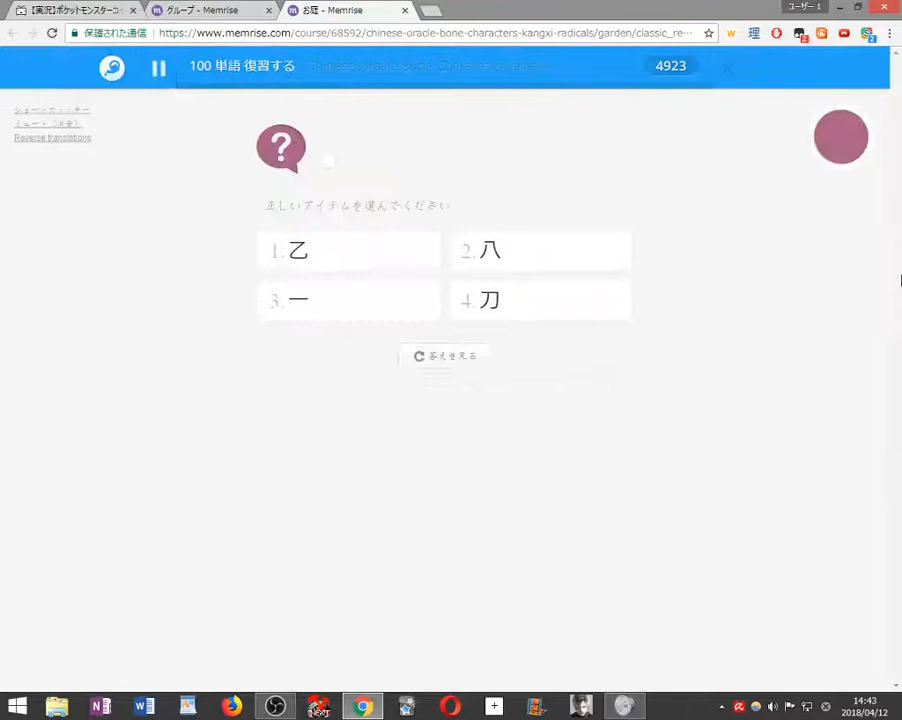 【実況】ポケットモンスターコ
グループ - Memrise
お庭 - Memrise
ユーザー 1
保護された通信
https://www.memrise.com/course/68592/chinese-oracle-bone-characters-kangxi-radicals/garden/classic_re…
100 単語 復習する
4923
Reverse translations
?
正しいアイテムを選んでください
1. 乙
2. 八
3. 一
4. 刀
答えを見る
14:43
2018/04/12